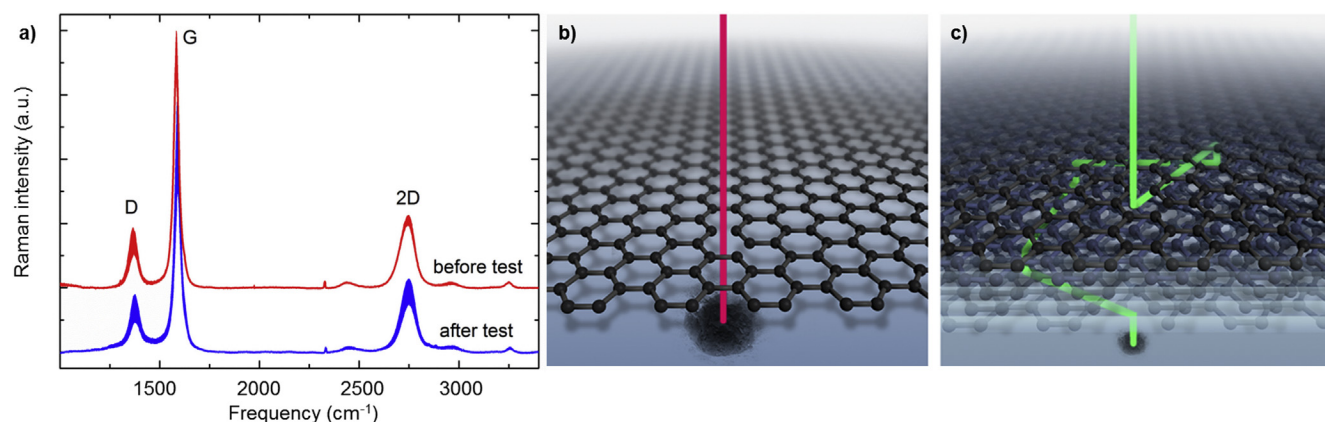 a)
G
D
2D
before test
after test
Raman intensity (a.u.)
1500 2000 2500 3000
Frequency (cm⁻¹)
b)
c)